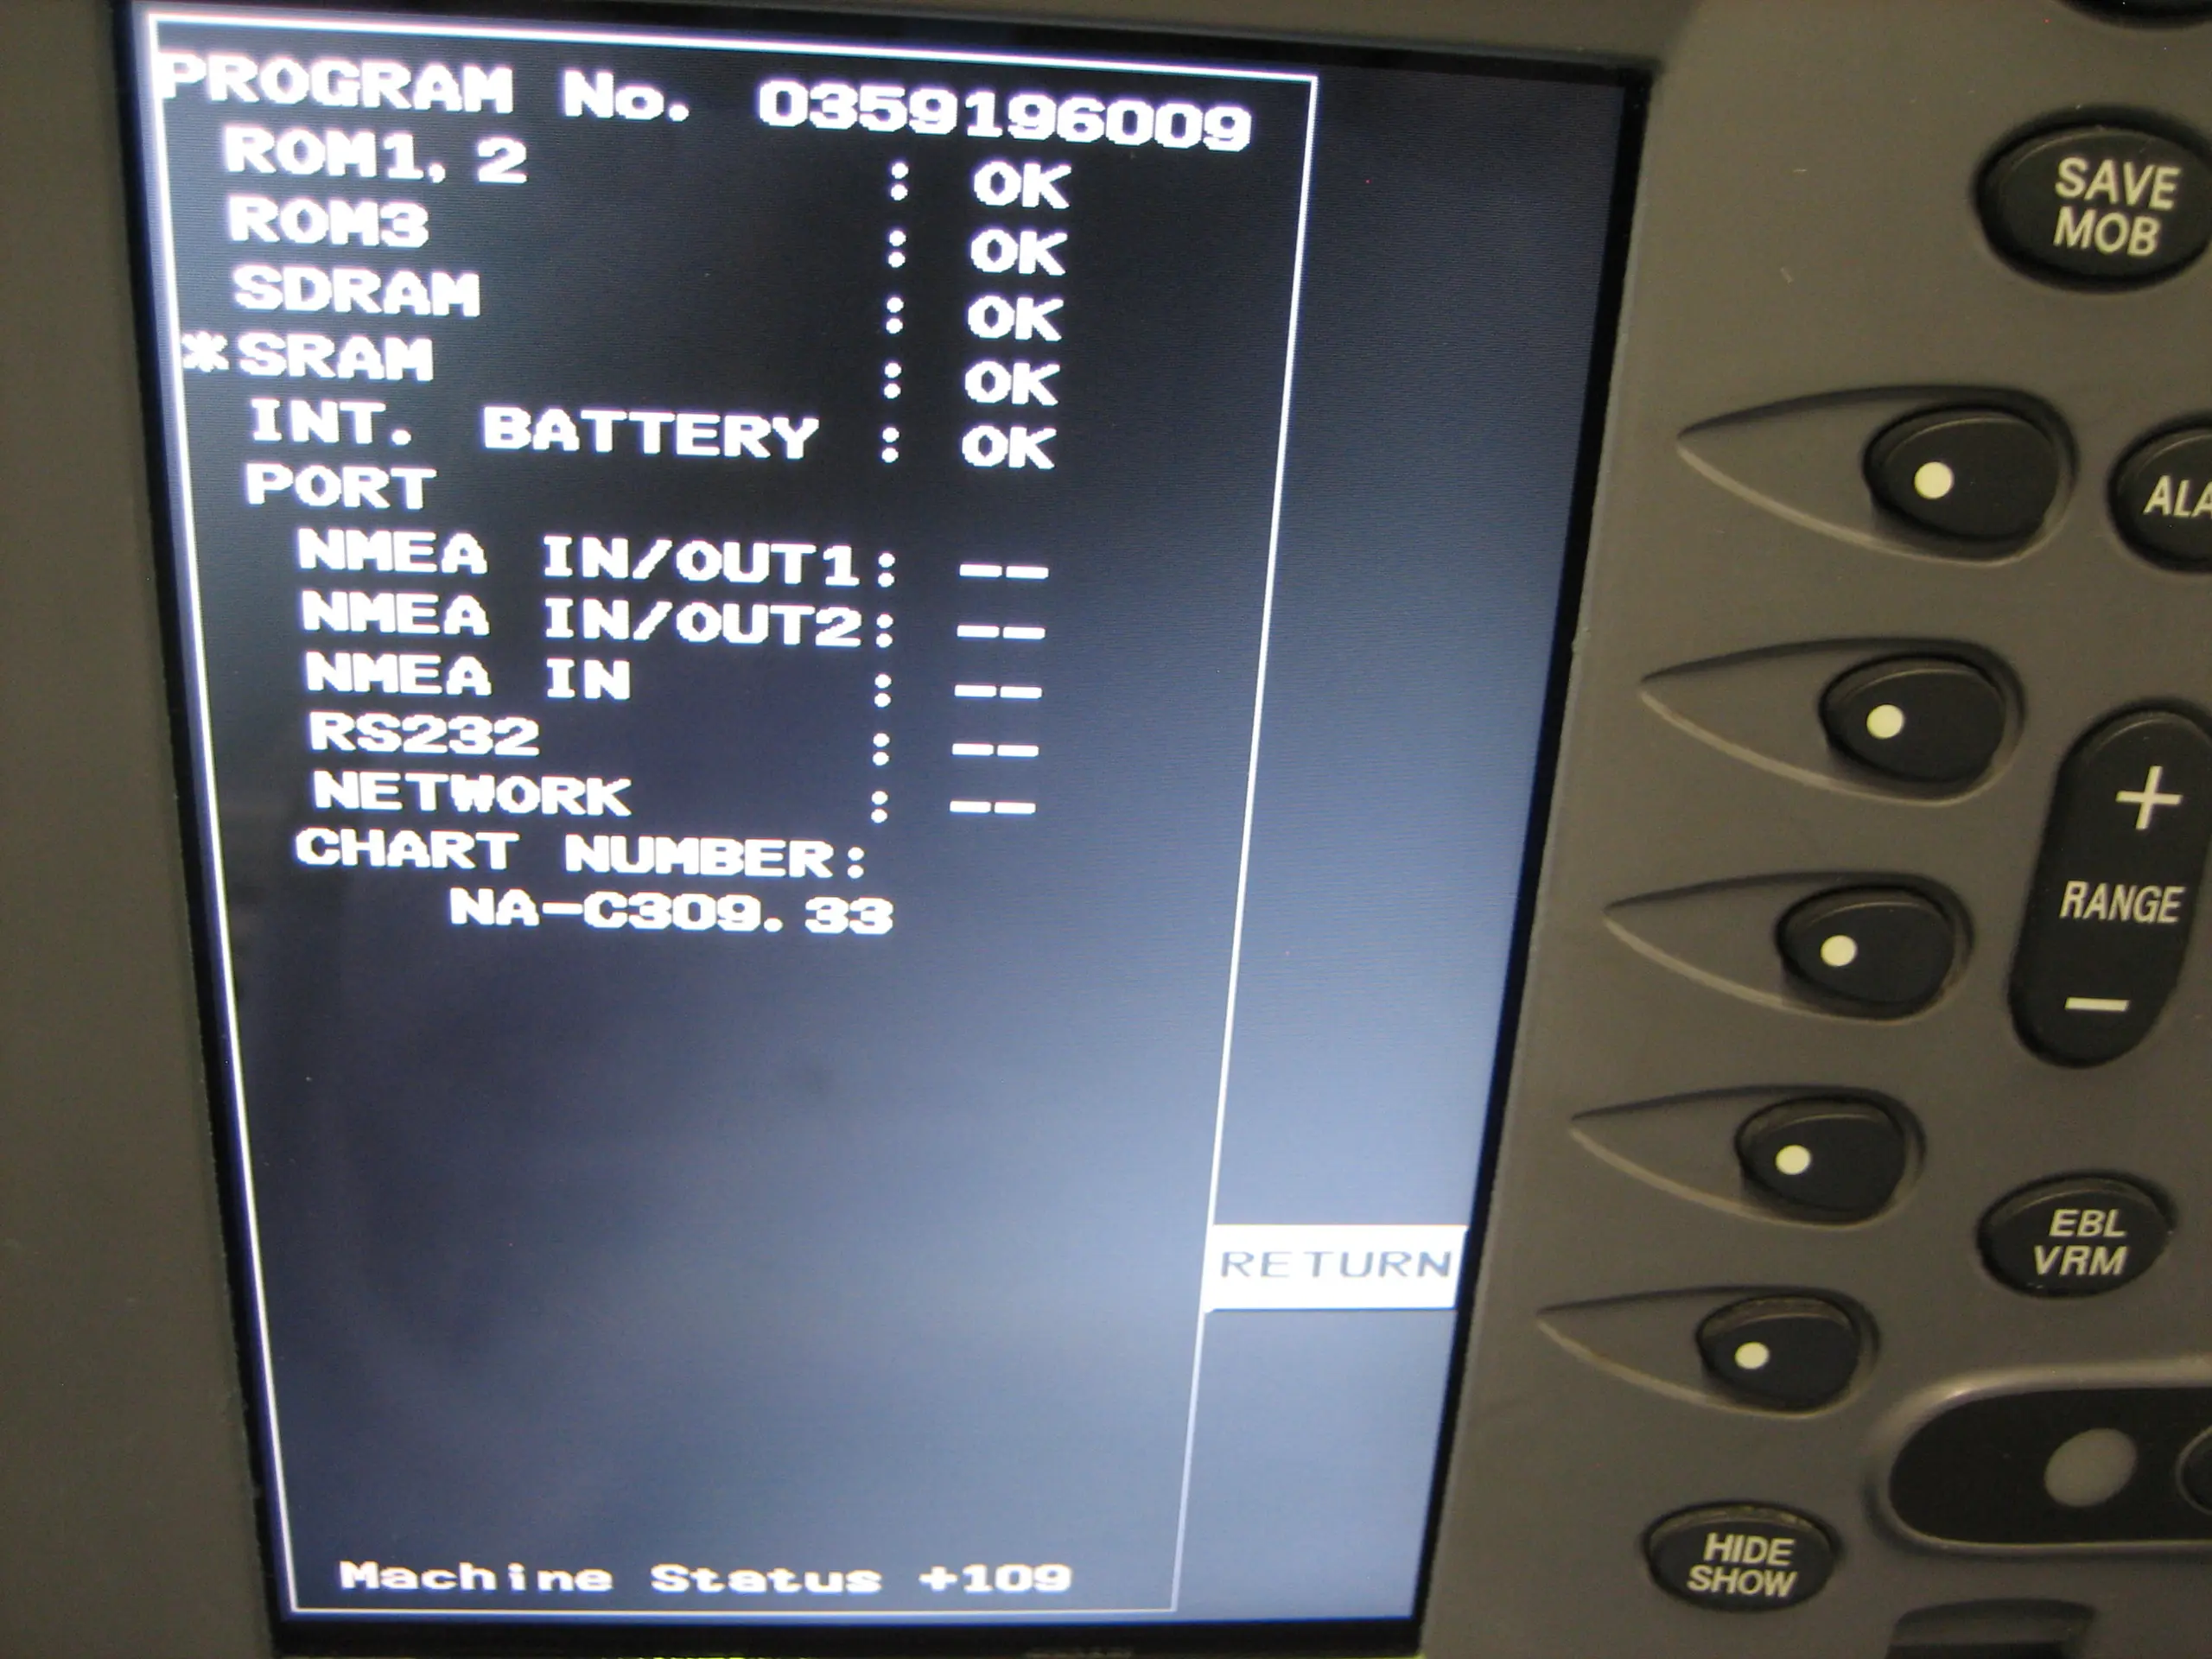 PROGRAM No. 0359196009
ROM1, 2 : OK
ROM3 : OK
SDRAM : OK
*SRAM : OK
INT. BATTERY : OK
PORT
NMEA IN/OUT1: --
NMEA IN/OUT2: --
NMEA IN : --
RS232 : --
NETWORK : --
CHART NUMBER:
NA-C309.33
RETURN
Machine Status +109
SAVE
MOB
+
RANGE
-
EBL
VRM
HIDE
SHOW